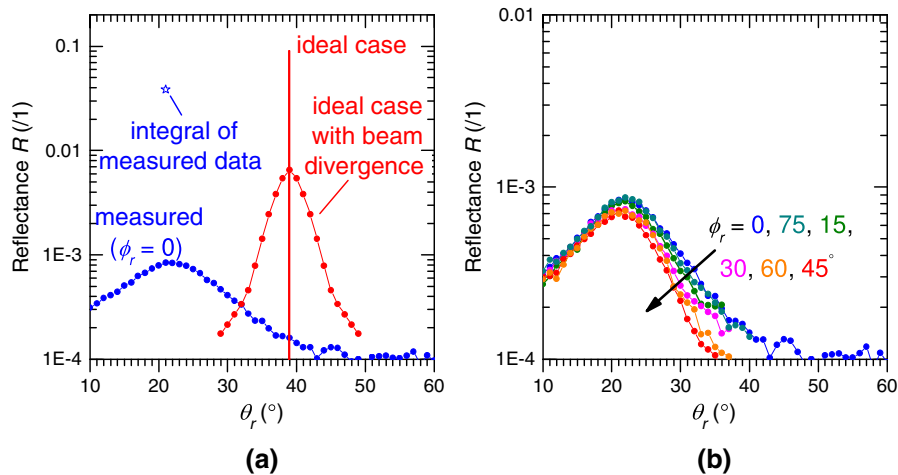 0.1
0.01
1E-3
1E-4
Reflectance R (/1)
ideal case
integral of
measured data
ideal case
with beam
divergence
measured
(ϕr = 0)
10 20 30 40 50 60
θr (°)
(a)
0.01
1E-3
1E-4
Reflectance R (/1)
ϕr = 0, 75, 15,
30, 60, 45°
10 20 30 40 50 60
θr (°)
(b)